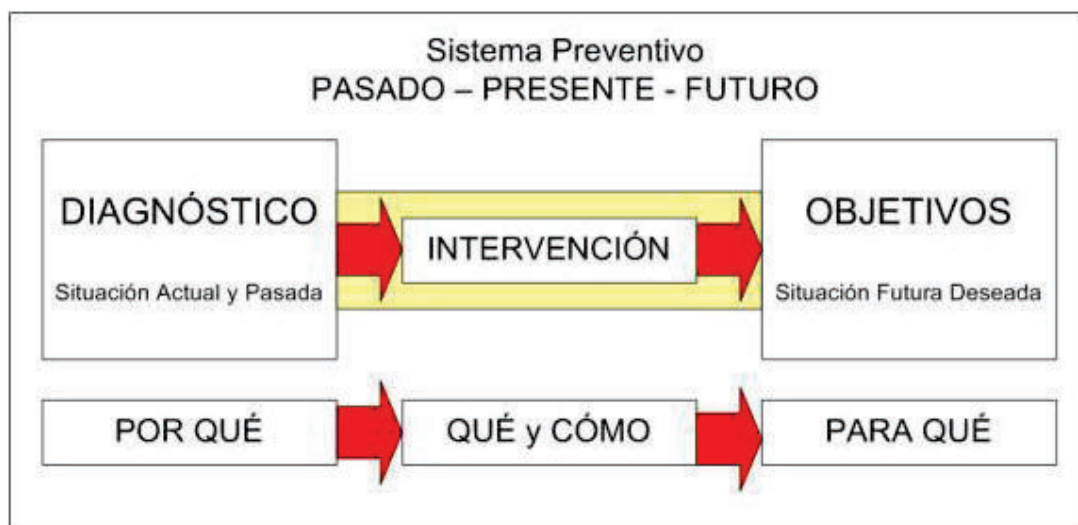 Sistema Preventivo
PASADO – PRESENTE - FUTURO
DIAGNÓSTICO
Situación Actual y Pasada
INTERVENCIÓN
OBJETIVOS
Situación Futura Deseada
POR QUÉ
QUÉ y CÓMO
PARA QUÉ